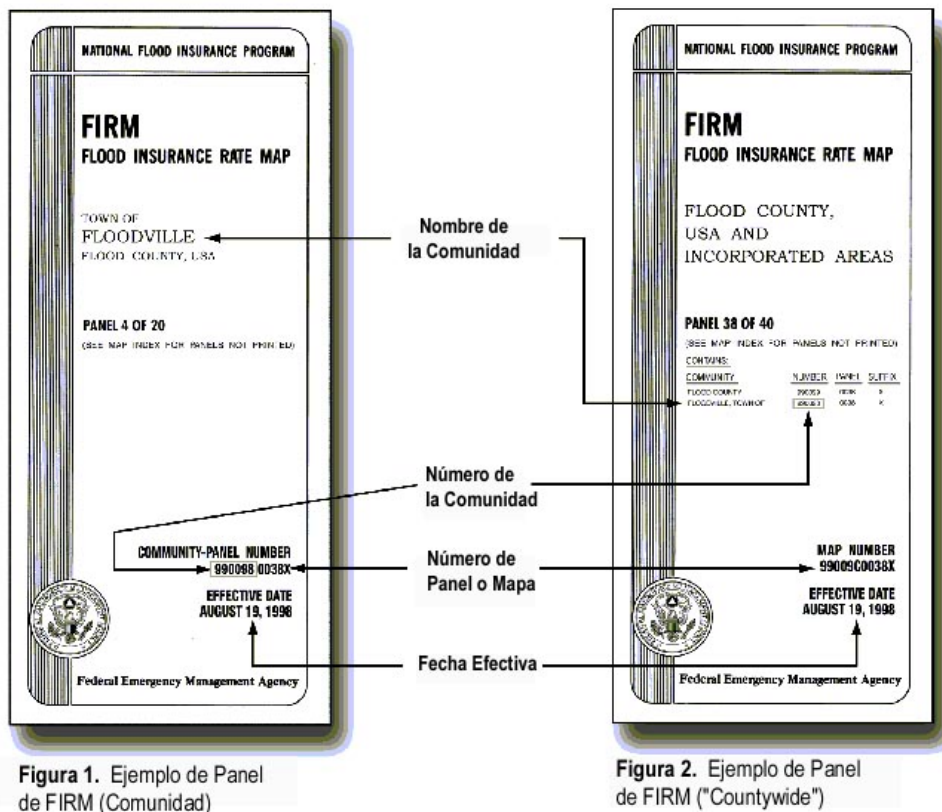 NATIONAL FLOOD INSURANCE PROGRAM
FIRM
FLOOD INSURANCE RATE MAP
TOWN OF
FLOODVILLE
FLOOD COUNTY, USA
PANEL 4 OF 20
(SEE MAP INDEX FOR PANELS NOT PRINTED)
COMMUNITY-PANEL NUMBER
990098 0038X
EFFECTIVE DATE
AUGUST 19, 1998
Federal Emergency Management Agency
Nombre de
la Comunidad
Número de
la Comunidad
Número de
Panel o Mapa
Fecha Efectiva
NATIONAL FLOOD INSURANCE PROGRAM
FIRM
FLOOD INSURANCE RATE MAP
FLOOD COUNTY,
USA AND
INCORPORATED AREAS
PANEL 38 OF 40
(SEE MAP INDEX FOR PANELS NOT PRINTED)
CONTAINS:
COMMUNITY NUMBER PANEL SUFFIX
FLOOD COUNTY 0038 X
FLOODVILLE, TOWN OF 0038 X
MAP NUMBER
99009C0038X
EFFECTIVE DATE
AUGUST 19, 1998
Federal Emergency Management Agency
Figura 1. Ejemplo de Panel
de FIRM (Comunidad)
Figura 2. Ejemplo de Panel
de FIRM ("Countywide")